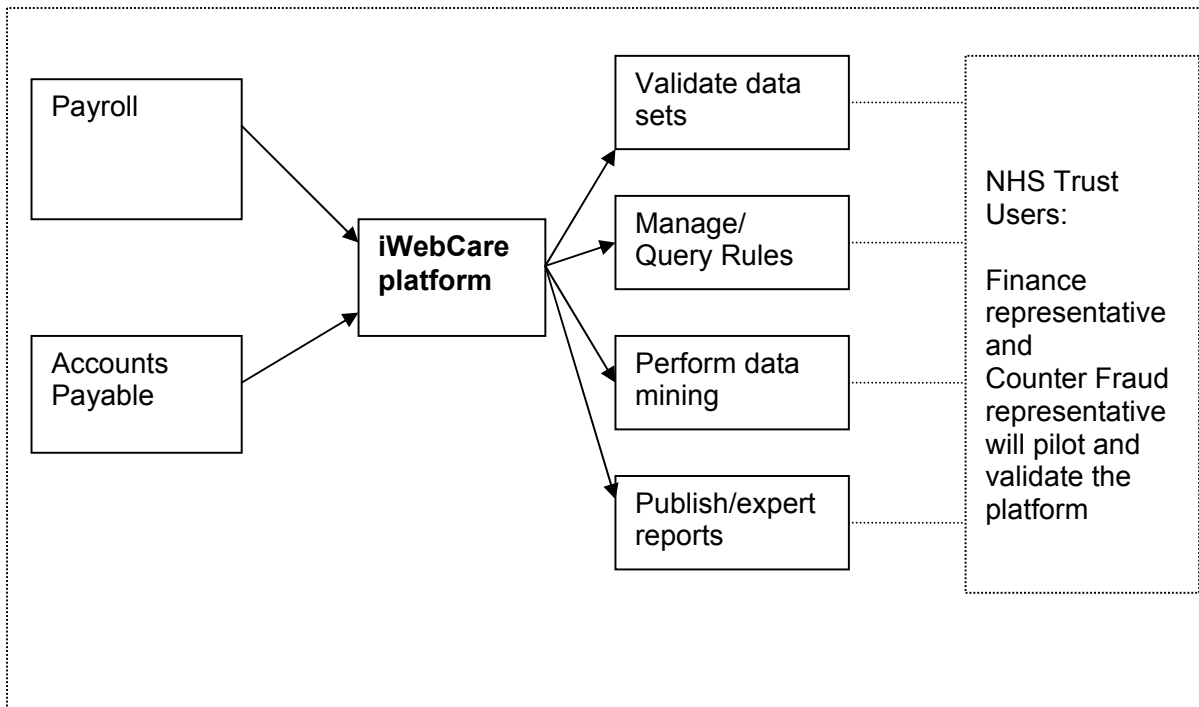 Payroll
Accounts
Payable
iWebCare
platform
Validate data
sets
Manage/
Query Rules
Perform data
mining
Publish/expert
reports
NHS Trust
Users:
Finance
representative
and
Counter Fraud
representative
will pilot and
validate the
platform